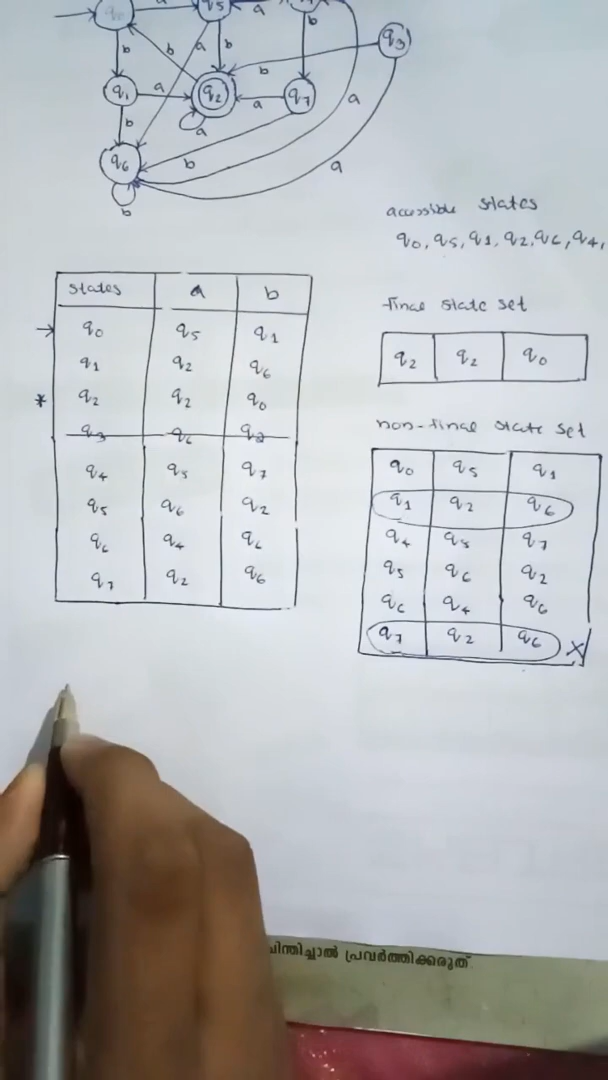 a a
q5
b b a b b
q3
b
q1 a q2 a q7
b a b a
q6
b a
accessible states
q0, q5, q1, q2, q6, q4,
states a b
final state set
→ q0 q5 q1
q1 q2 q6
q2 q2 q0
* q2 q2 q0
non-final state set
q4 q5 q7
q0 q5 q1
q5 q6 q2
q1 q2 q6
q6 q4 q6
q4 q5 q7
q7 q2 q6
q5 q6 q2
q6 q4 q6
q7 q2 q6 X
ചിന്തിച്ചാൽ പ്രവർത്തിക്കരുത്